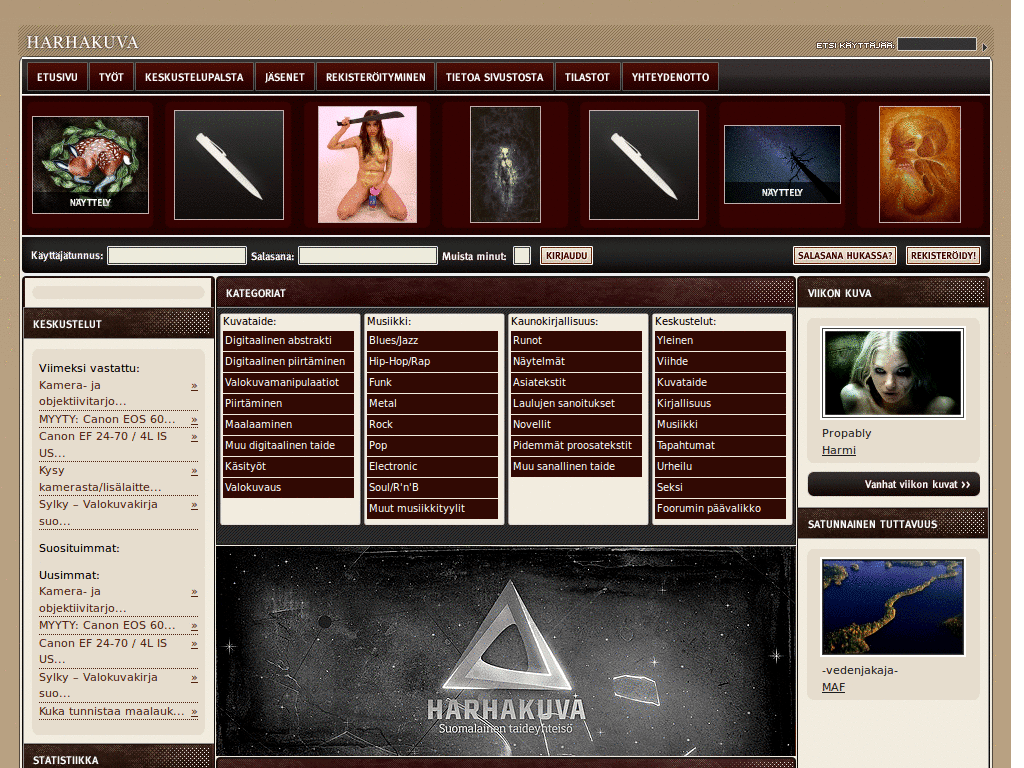 HARHAKUVA
ETSI KÄYTTÄJÄÄ:
ETUSIVU
TYÖT
KESKUSTELUPALSTA
JÄSENET
REKISTERÖITYMINEN
TIETOA SIVUSTOSTA
TILASTOT
YHTEYDENOTTO
NÄYTTELY
NÄYTTELY
Käyttäjätunnus:
Salasana:
Muista minut:
KIRJAUDU
SALASANA HUKASSA?
REKISTERÖIDY!
KESKUSTELUT
Viimeksi vastattu:
Kamera- ja »
objektiivitarjo...
MYYTY: Canon EOS 60... »
Canon EF 24-70 / 4L IS »
US...
Kysy »
kamerasta/lisälaitte...
Sylky – Valokuvakirja »
suo...
Suosituimmat:
Uusimmat:
Kamera- ja »
objektiivitarjo...
MYYTY: Canon EOS 60... »
Canon EF 24-70 / 4L IS »
US...
Sylky – Valokuvakirja »
suo...
Kuka tunnistaa maalauk... »
STATISTIIKKA
KATEGORIAT
Kuvataide:
Digitaalinen abstrakti
Digitaalinen piirtäminen
Valokuvamanipulaatiot
Piirtäminen
Maalaaminen
Muu digitaalinen taide
Käsityöt
Valokuvaus
Musiikki:
Blues/Jazz
Hip-Hop/Rap
Funk
Metal
Rock
Pop
Electronic
Soul/R'n'B
Muut musiikkityylit
Kaunokirjallisuus:
Runot
Näytelmät
Asiatekstit
Laulujen sanoitukset
Novellit
Pidemmät proosatekstit
Muu sanallinen taide
Keskustelut:
Yleinen
Viihde
Kuvataide
Kirjallisuus
Musiikki
Tapahtumat
Urheilu
Seksi
Foorumin päävalikko
HARHAKUVA
Suomalainen taideyhteisö
VIIKON KUVA
Propably
Harmi
Vanhat viikon kuvat »
SATUNNAINEN TUTTAVUUS
-vedenjakaja-
MAF